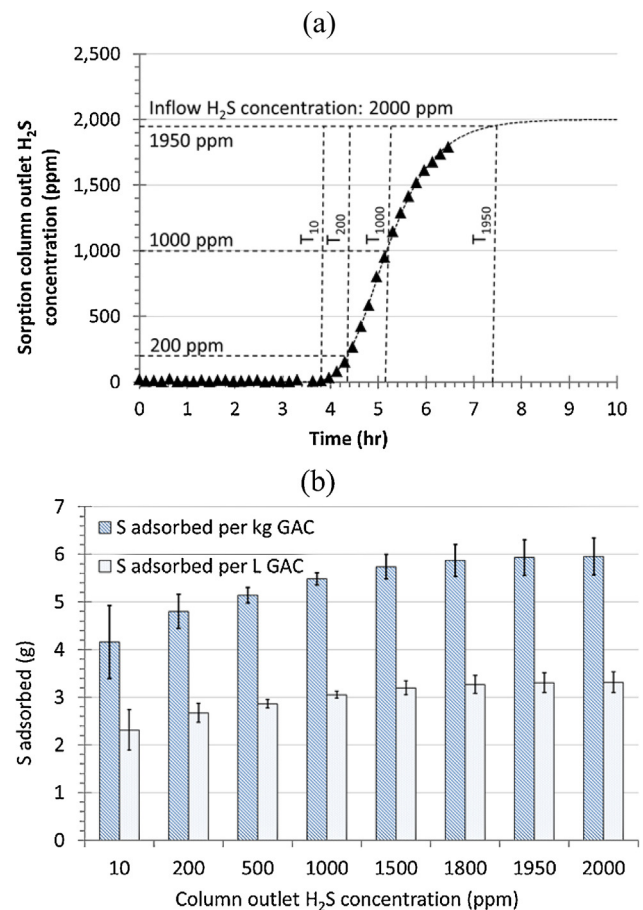 (a)
Sorption column outlet H₂S
concentration (ppm)
2,500
2,000
1,500
1,000
500
0
Inflow H₂S concentration: 2000 ppm
1950 ppm
1000 ppm
200 ppm
T₁₀
T₂₀₀
T₁₀₀₀
T₁₉₅₀
0 1 2 3 4 5 6 7 8 9 10
Time (hr)
(b)
S adsorbed (g)
7
6
5
4
3
2
1
0
S adsorbed per kg GAC
S adsorbed per L GAC
10 200 500 1000 1500 1800 1950 2000
Column outlet H₂S concentration (ppm)